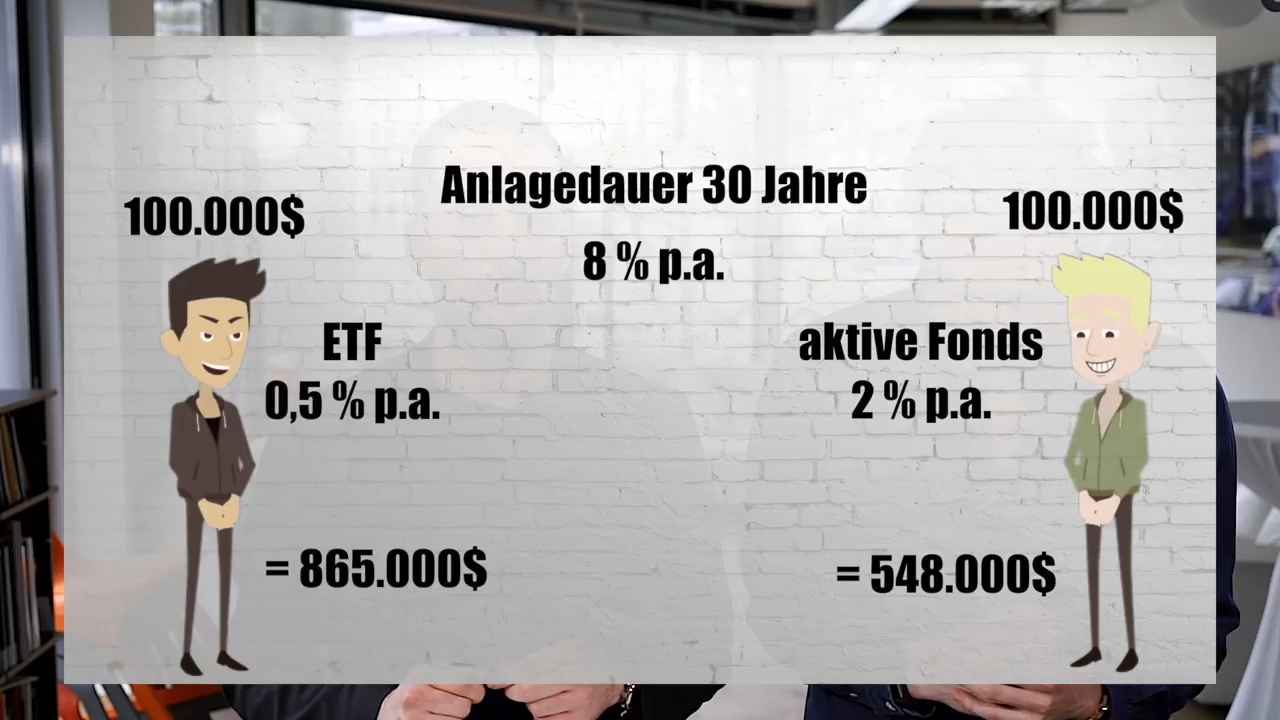 Anlagedauer 30 Jahre
8 % p.a.
100.000$
ETF
0,5 % p.a.
= 865.000$
100.000$
aktive Fonds
2 % p.a.
= 548.000$